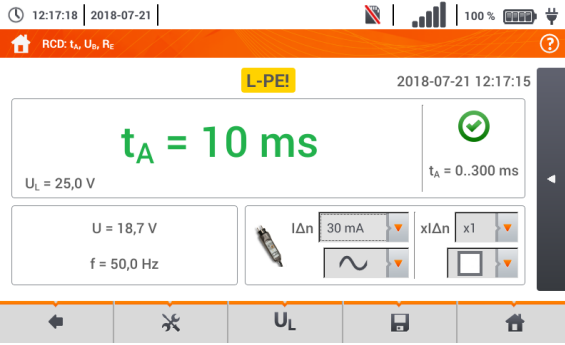 12:17:18 2018-07-21 100 %
RCD: tA, UB, RE ?
L-PE! 2018-07-21 12:17:15
tA = 10 ms
tA = 0..300 ms
UL = 25,0 V
U = 18,7 V
f = 50,0 Hz
IΔn 30 mA xIΔn x1
UL